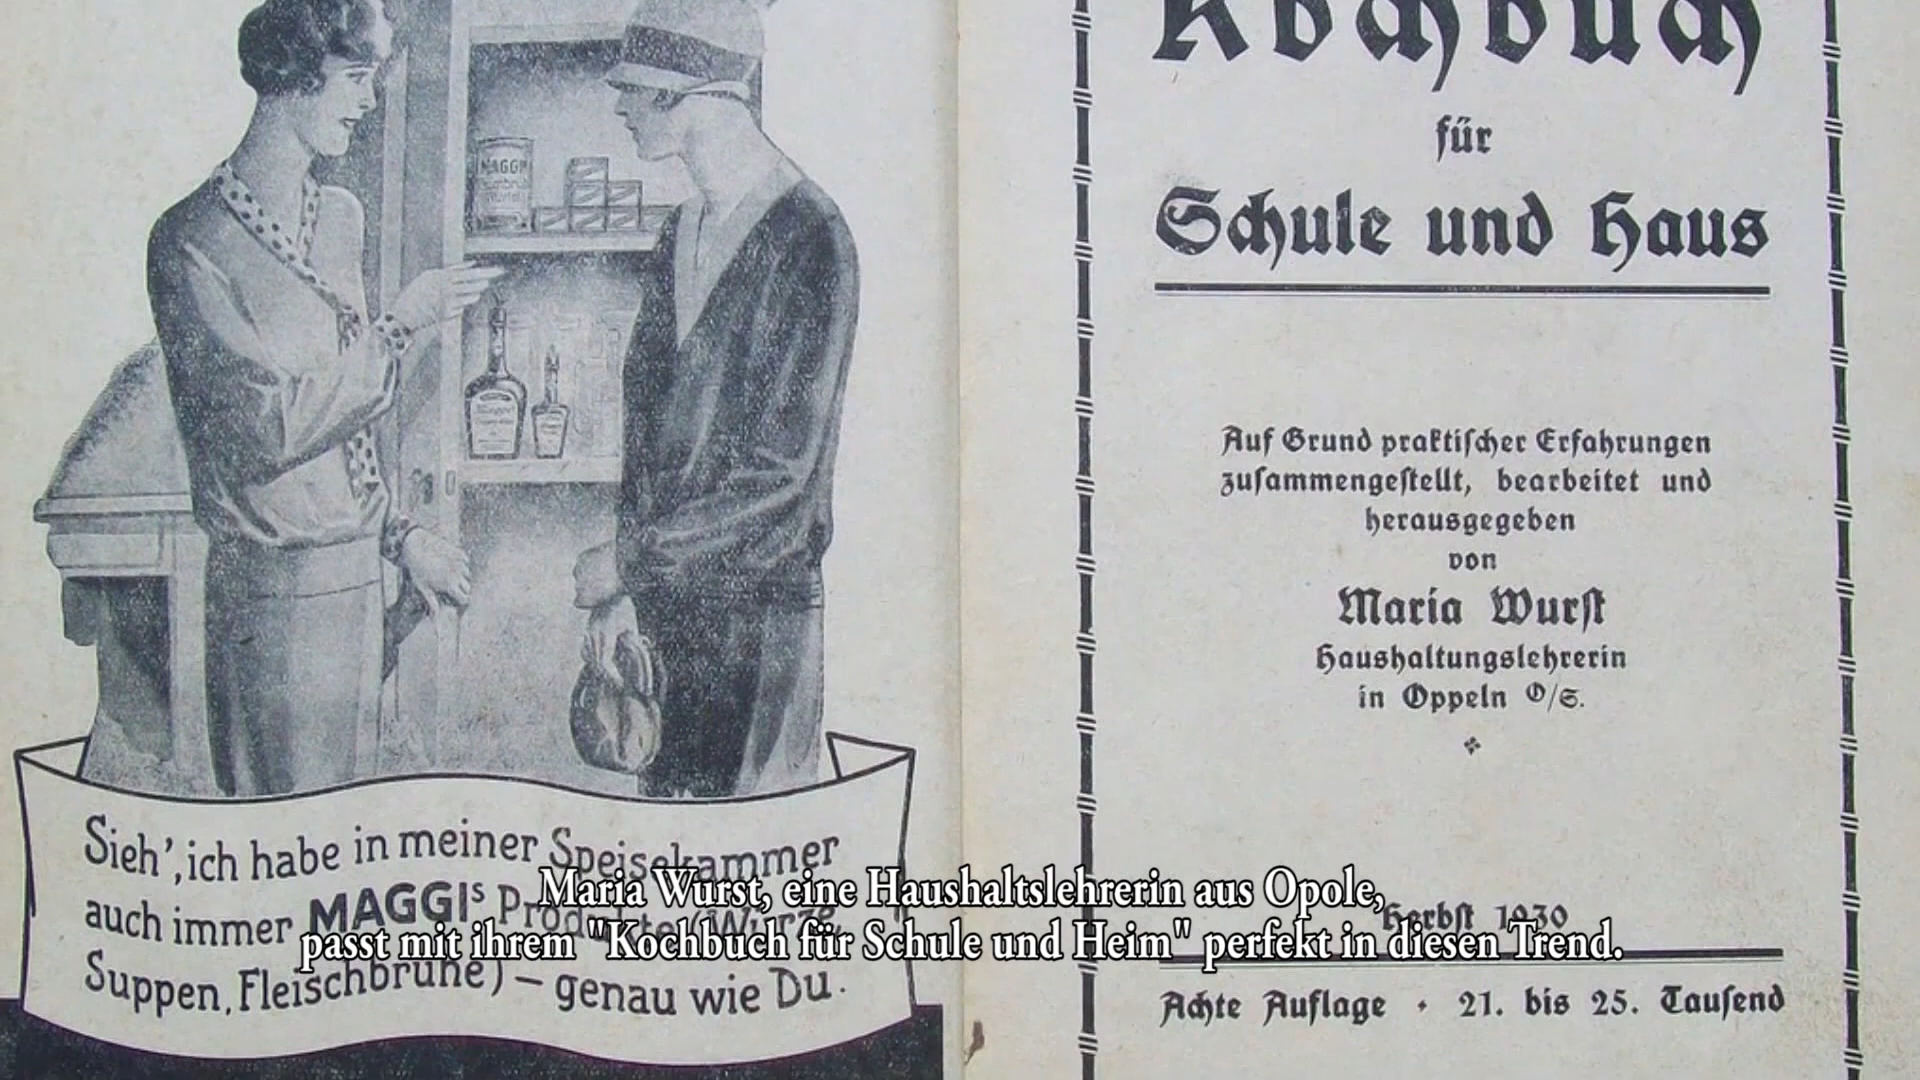 MAGGI
Sieh', ich habe in meiner Speisekammer
auch immer MAGGIs Produkte (Würze,
Suppen, Fleischbrühe) – genau wie Du.
Kochbuch
für
Schule und Haus
Auf Grund praktischer Erfahrungen
zusammengestellt, bearbeitet und
herausgegeben
von
Maria Wurst
Haushaltungslehrerin
in Oppeln O/S.
Herbst 1930
Achte Auflage · 21. bis 25. Tausend
Maria Wurst, eine Haushaltslehrerin aus Opole,
passt mit ihrem "Kochbuch für Schule und Heim" perfekt in diesen Trend.